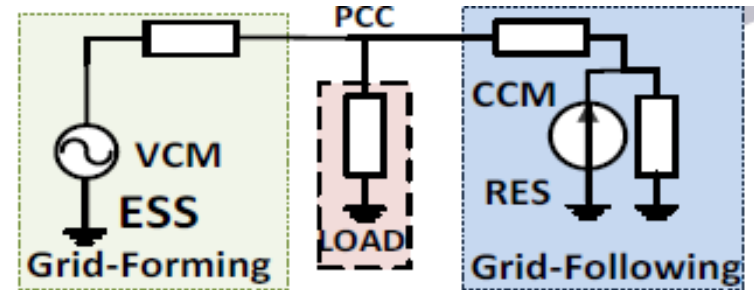 PCC
VCM
ESS
Grid-Forming
LOAD
CCM
RES
Grid-Following